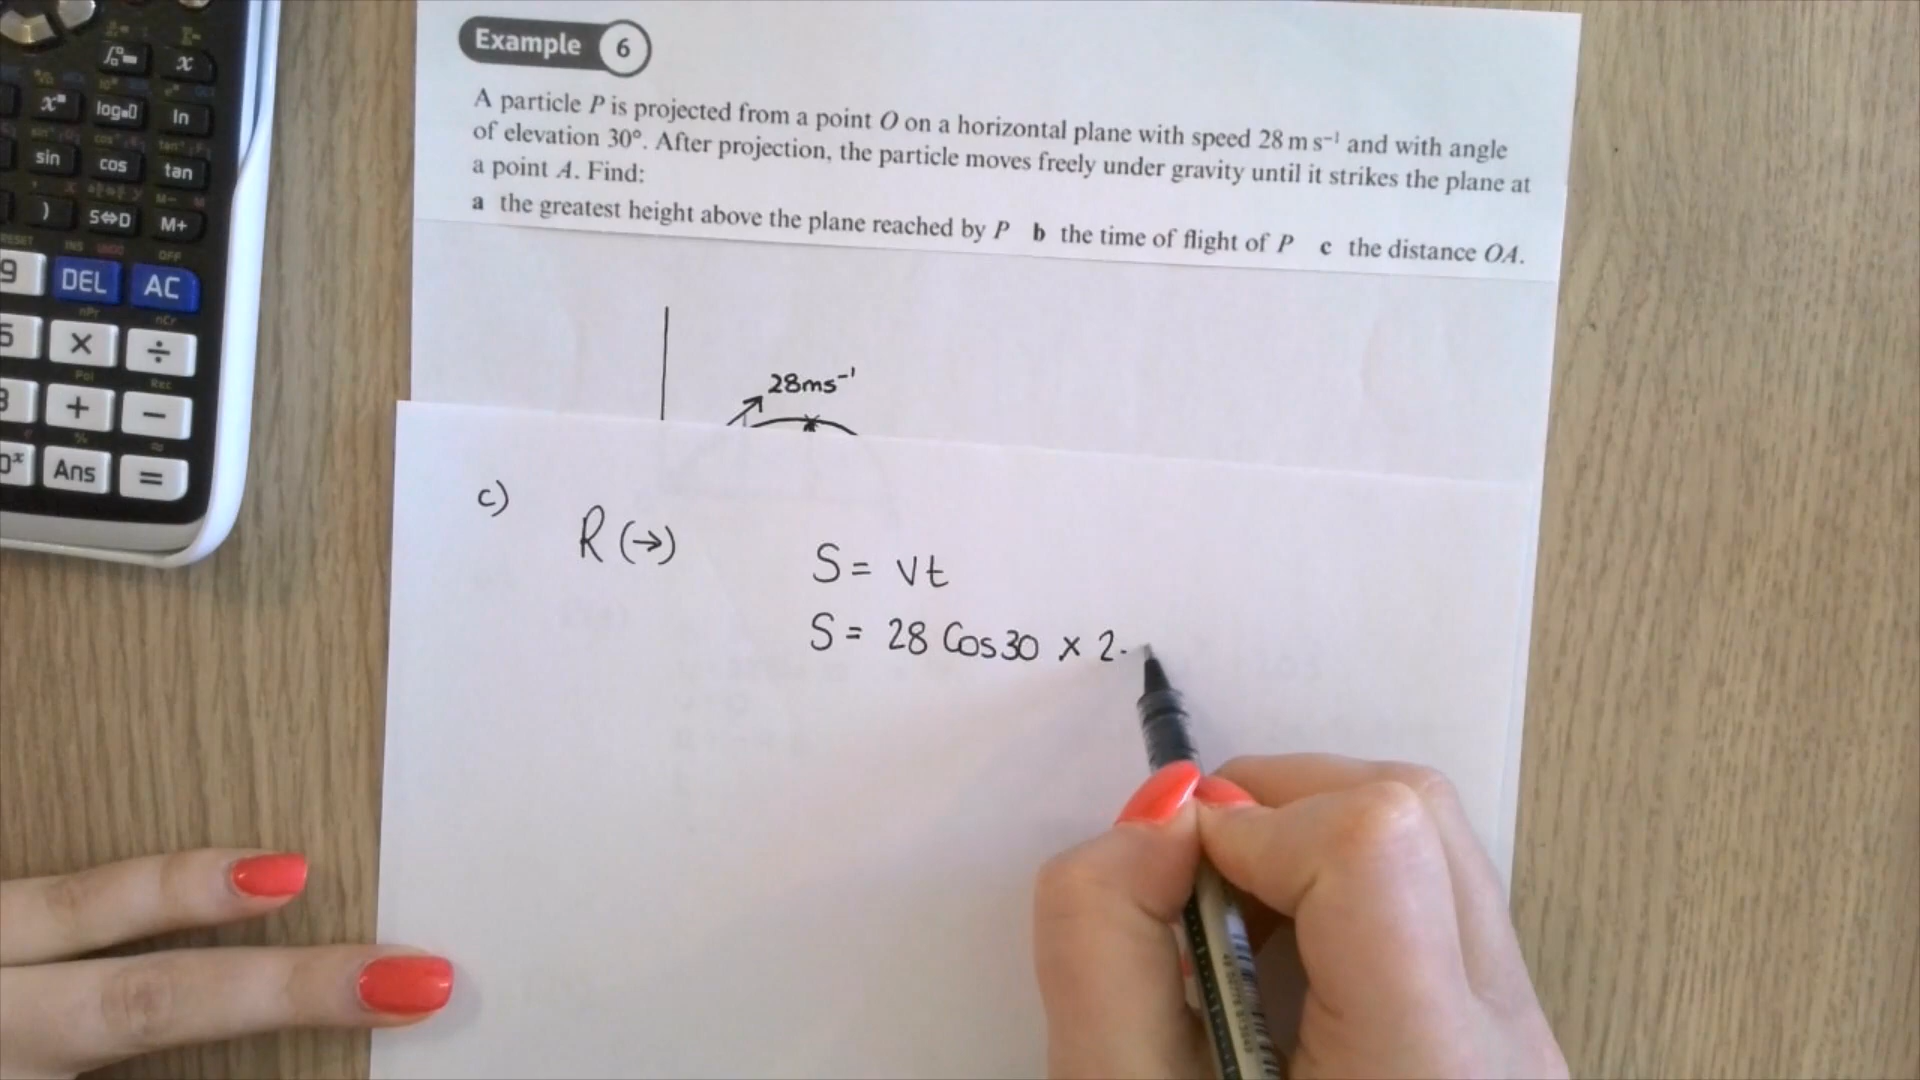 Example 6
A particle P is projected from a point O on a horizontal plane with speed 28 m s⁻¹ and with angle
of elevation 30°. After projection, the particle moves freely under gravity until it strikes the plane at
a point A. Find:
a the greatest height above the plane reached by P b the time of flight of P c the distance OA.
28ms⁻¹
c)
R (→)
S = vt
S = 28 Cos30 × 2.
x
xⁿ log ln
sin cos tan
) S⇔D M+
9 DEL AC
× ÷
+ −
Ans =